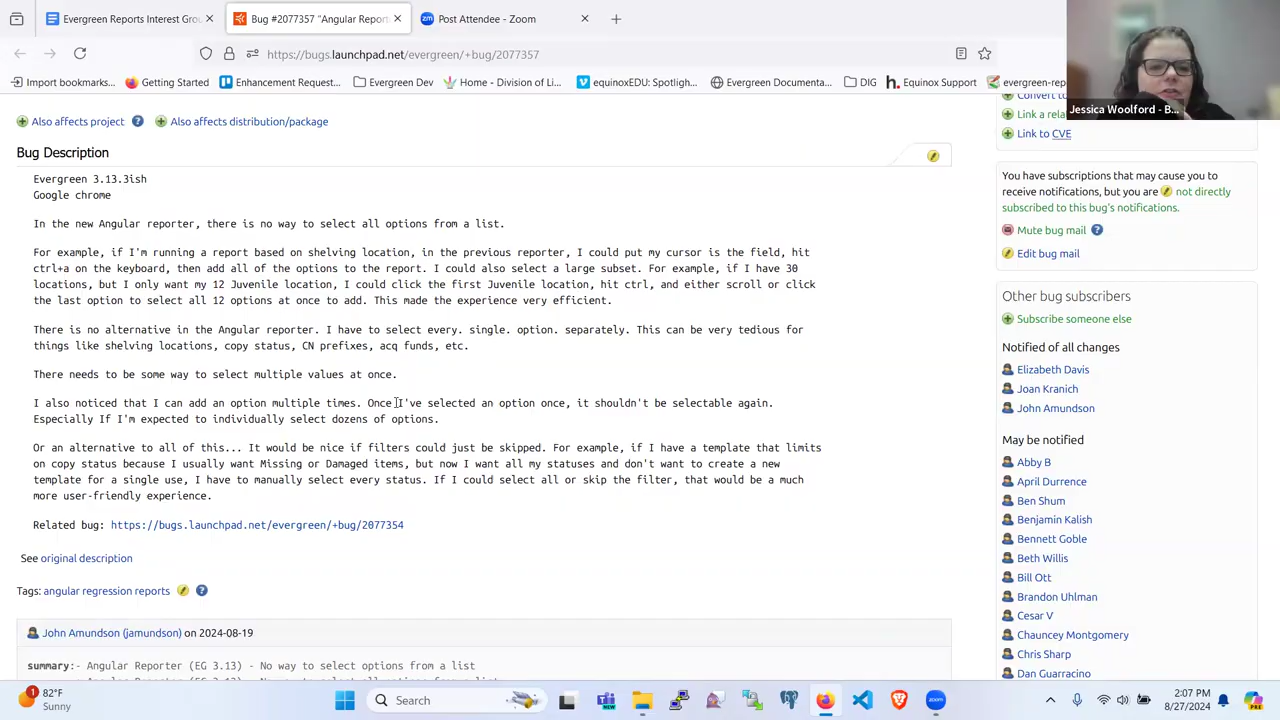 Evergreen Reports Interest Grou
Bug #2077357 "Angular Report
Post Attendee - Zoom
https://bugs.launchpad.net/evergreen/+bug/2077357
Import bookmarks...
Getting Started
Enhancement Request...
Evergreen Dev
Home - Division of Li...
equinoxEDU: Spotligh...
Evergreen Documenta...
DIG
Equinox Support
evergreen-rep
Jessica Woolford - B...
Also affects project
Also affects distribution/package
Convert to
Link a rela
Link to CVE
Bug Description
Evergreen 3.13.3ish
Google chrome
In the new Angular reporter, there is no way to select all options from a list.
For example, if I'm running a report based on shelving location, in the previous reporter, I could put my cursor is the field, hit
ctrl+a on the keyboard, then add all of the options to the report. I could also select a large subset. For example, if I have 30
locations, but I only want my 12 Juvenile location, I could click the first Juvenile location, hit ctrl, and either scroll or click
the last option to select all 12 options at once to add. This made the experience very efficient.
There is no alternative in the Angular reporter. I have to select every. single. option. separately. This can be very tedious for
things like shelving locations, copy status, CN prefixes, acq funds, etc.
There needs to be some way to select multiple values at once.
I also noticed that I can add an option multiple times. Once I've selected an option once, it shouldn't be selectable again.
Especially If I'm expected to individually select dozens of options.
Or an alternative to all of this... It would be nice if filters could just be skipped. For example, if I have a template that limits
on copy status because I usually want Missing or Damaged items, but now I want all my statuses and don't want to create a new
template for a single use, I have to manually select every status. If I could select all or skip the filter, that would be a much
more user-friendly experience.
Related bug: https://bugs.launchpad.net/evergreen/+bug/2077354
See original description
Tags: angular regression reports
John Amundson (jamundson) on 2024-08-19
summary:- Angular Reporter (EG 3.13) - No way to select options from a list
You have subscriptions that may cause you to
receive notifications, but you are not directly
subscribed to this bug's notifications.
Mute bug mail
Edit bug mail
Other bug subscribers
Subscribe someone else
Notified of all changes
Elizabeth Davis
Joan Kranich
John Amundson
May be notified
Abby B
April Durrence
Ben Shum
Benjamin Kalish
Bennett Goble
Beth Willis
Bill Ott
Brandon Uhlman
Cesar V
Chauncey Montgomery
Chris Sharp
Dan Guarracino
1
82°F
Sunny
Search
2:07 PM
8/27/2024